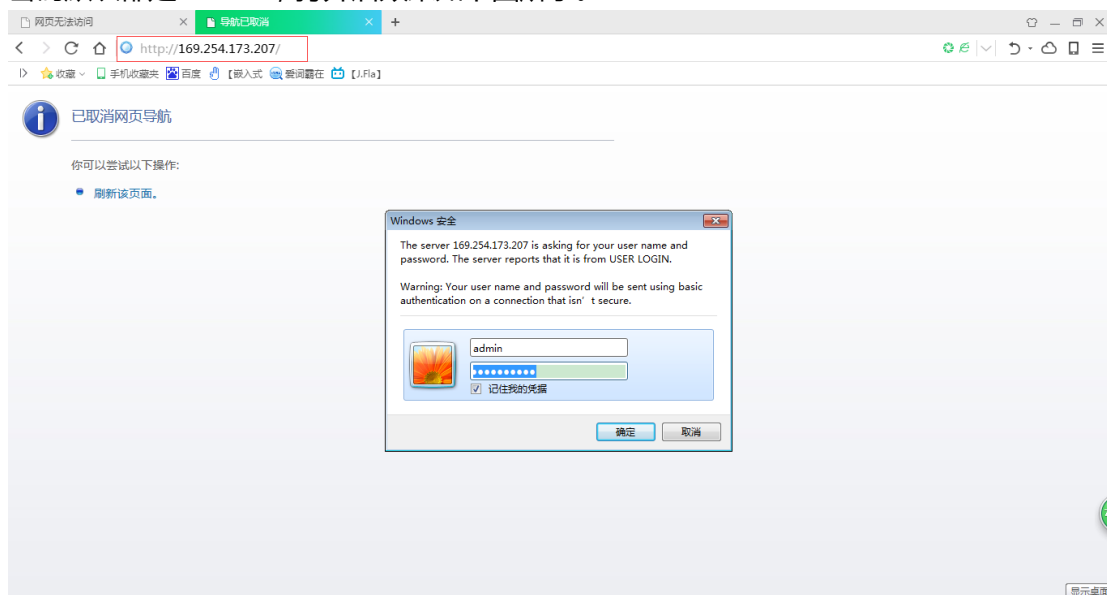 网页无法访问
导航已取消
http://169.254.173.207/
收藏 手机收藏夹 百度 【嵌入式 爱词霸在 【J.Fla】
已取消网页导航
你可以尝试以下操作:
刷新该页面。
Windows 安全
The server 169.254.173.207 is asking for your user name and
password. The server reports that it is from USER LOGIN.
Warning: Your user name and password will be sent using basic
authentication on a connection that isn’t secure.
admin
记住我的凭据
确定 取消
显示桌面